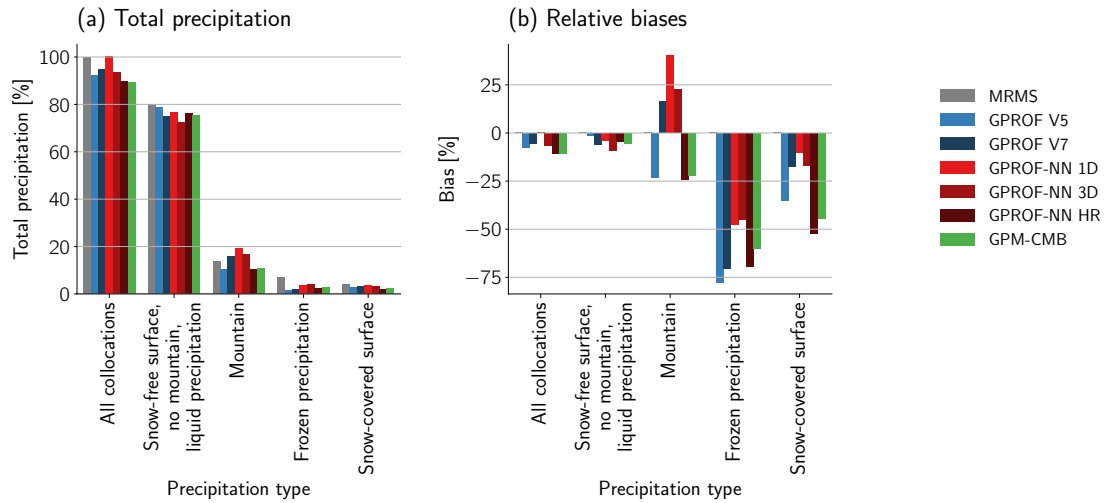 (a) Total precipitation
Total precipitation [%]
100
80
60
40
20
0
All collocations
Snow-free surface,
no mountain,
liquid precipitation
Mountain
Frozen precipitation
Snow-covered surface
Precipitation type
(b) Relative biases
Bias [%]
25
0
−25
−50
−75
All collocations
Snow-free surface,
no mountain,
liquid precipitation
Mountain
Frozen precipitation
Snow-covered surface
Precipitation type
MRMS
GPROF V5
GPROF V7
GPROF-NN 1D
GPROF-NN 3D
GPROF-NN HR
GPM-CMB